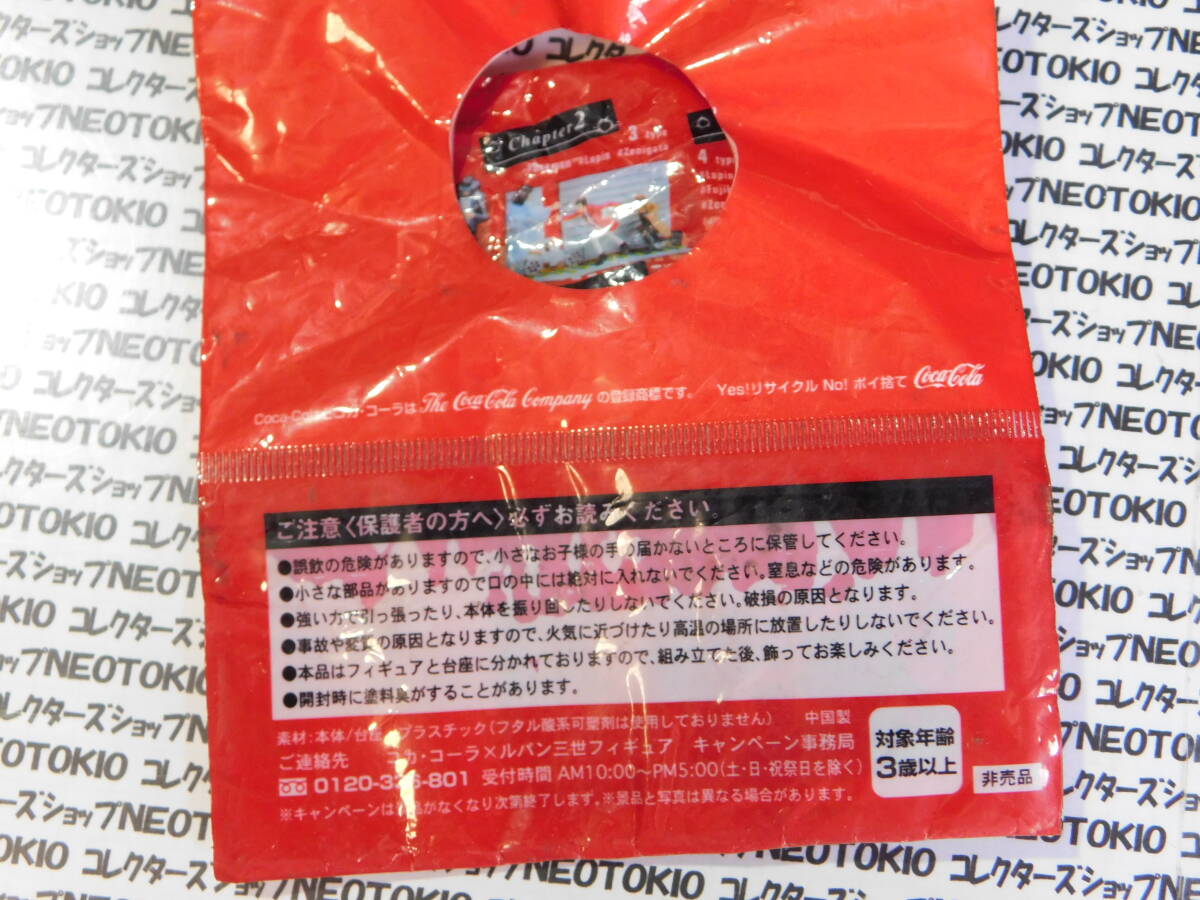 Chapter2
3 type
#Lupin #Zenigata
4 type
Coca-Cola コカ・コーラは The Coca-Cola Company の登録商標です。 Yes!リサイクル No! ポイ捨て Coca-Cola
ご注意〈保護者の方へ〉必ずお読みください。
●誤飲の危険がありますので、小さなお子様の手の届かないところに保管してください。
●小さな部品がありますので口の中には絶対に入れないでください。窒息などの危険があります。
●強い力で引っ張ったり、本体を振り回したりしないでください。破損の原因となります。
●事故や変質の原因となりますので、火気に近づけたり高温の場所に放置したりしないでください。
●本品はフィギュアと台座に分かれておりますので、組み立てた後、飾ってお楽しみください。
●開封時に塗料臭がすることがあります。
素材:本体/台座 プラスチック(フタル酸系可塑剤は使用しておりません) 中国製
ご連絡先 コカ・コーラ×ルパン三世フィギュア キャンペーン事務局
0120-336-801 受付時間 AM10:00〜PM5:00(土・日・祝祭日を除く)
※キャンペーンは景品がなくなり次第終了します。※景品と写真は異なる場合があります。
対象年齢
3歳以上
非売品
コレクターズショップNEOTOKIO